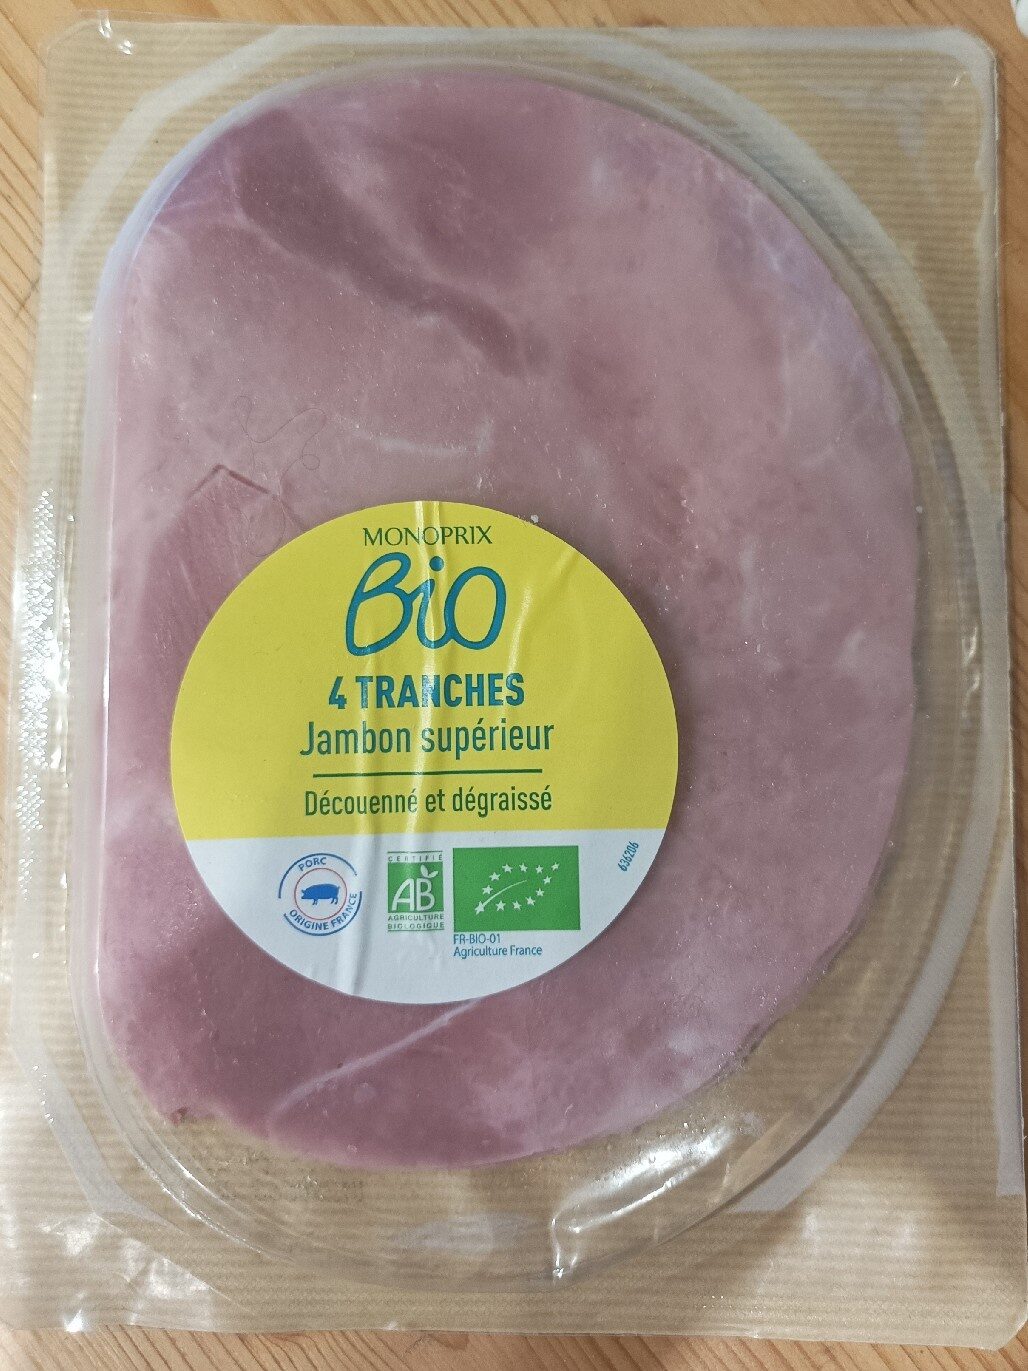 MONOPRIX
Bio
4 TRANCHES
Jambon supérieur
Découenné et dégraissé
636206
PORC
ORIGINE FRANCE
CERTIFIÉ
AB
AGRICULTURE
BIOLOGIQUE
FR-BIO-01
Agriculture France